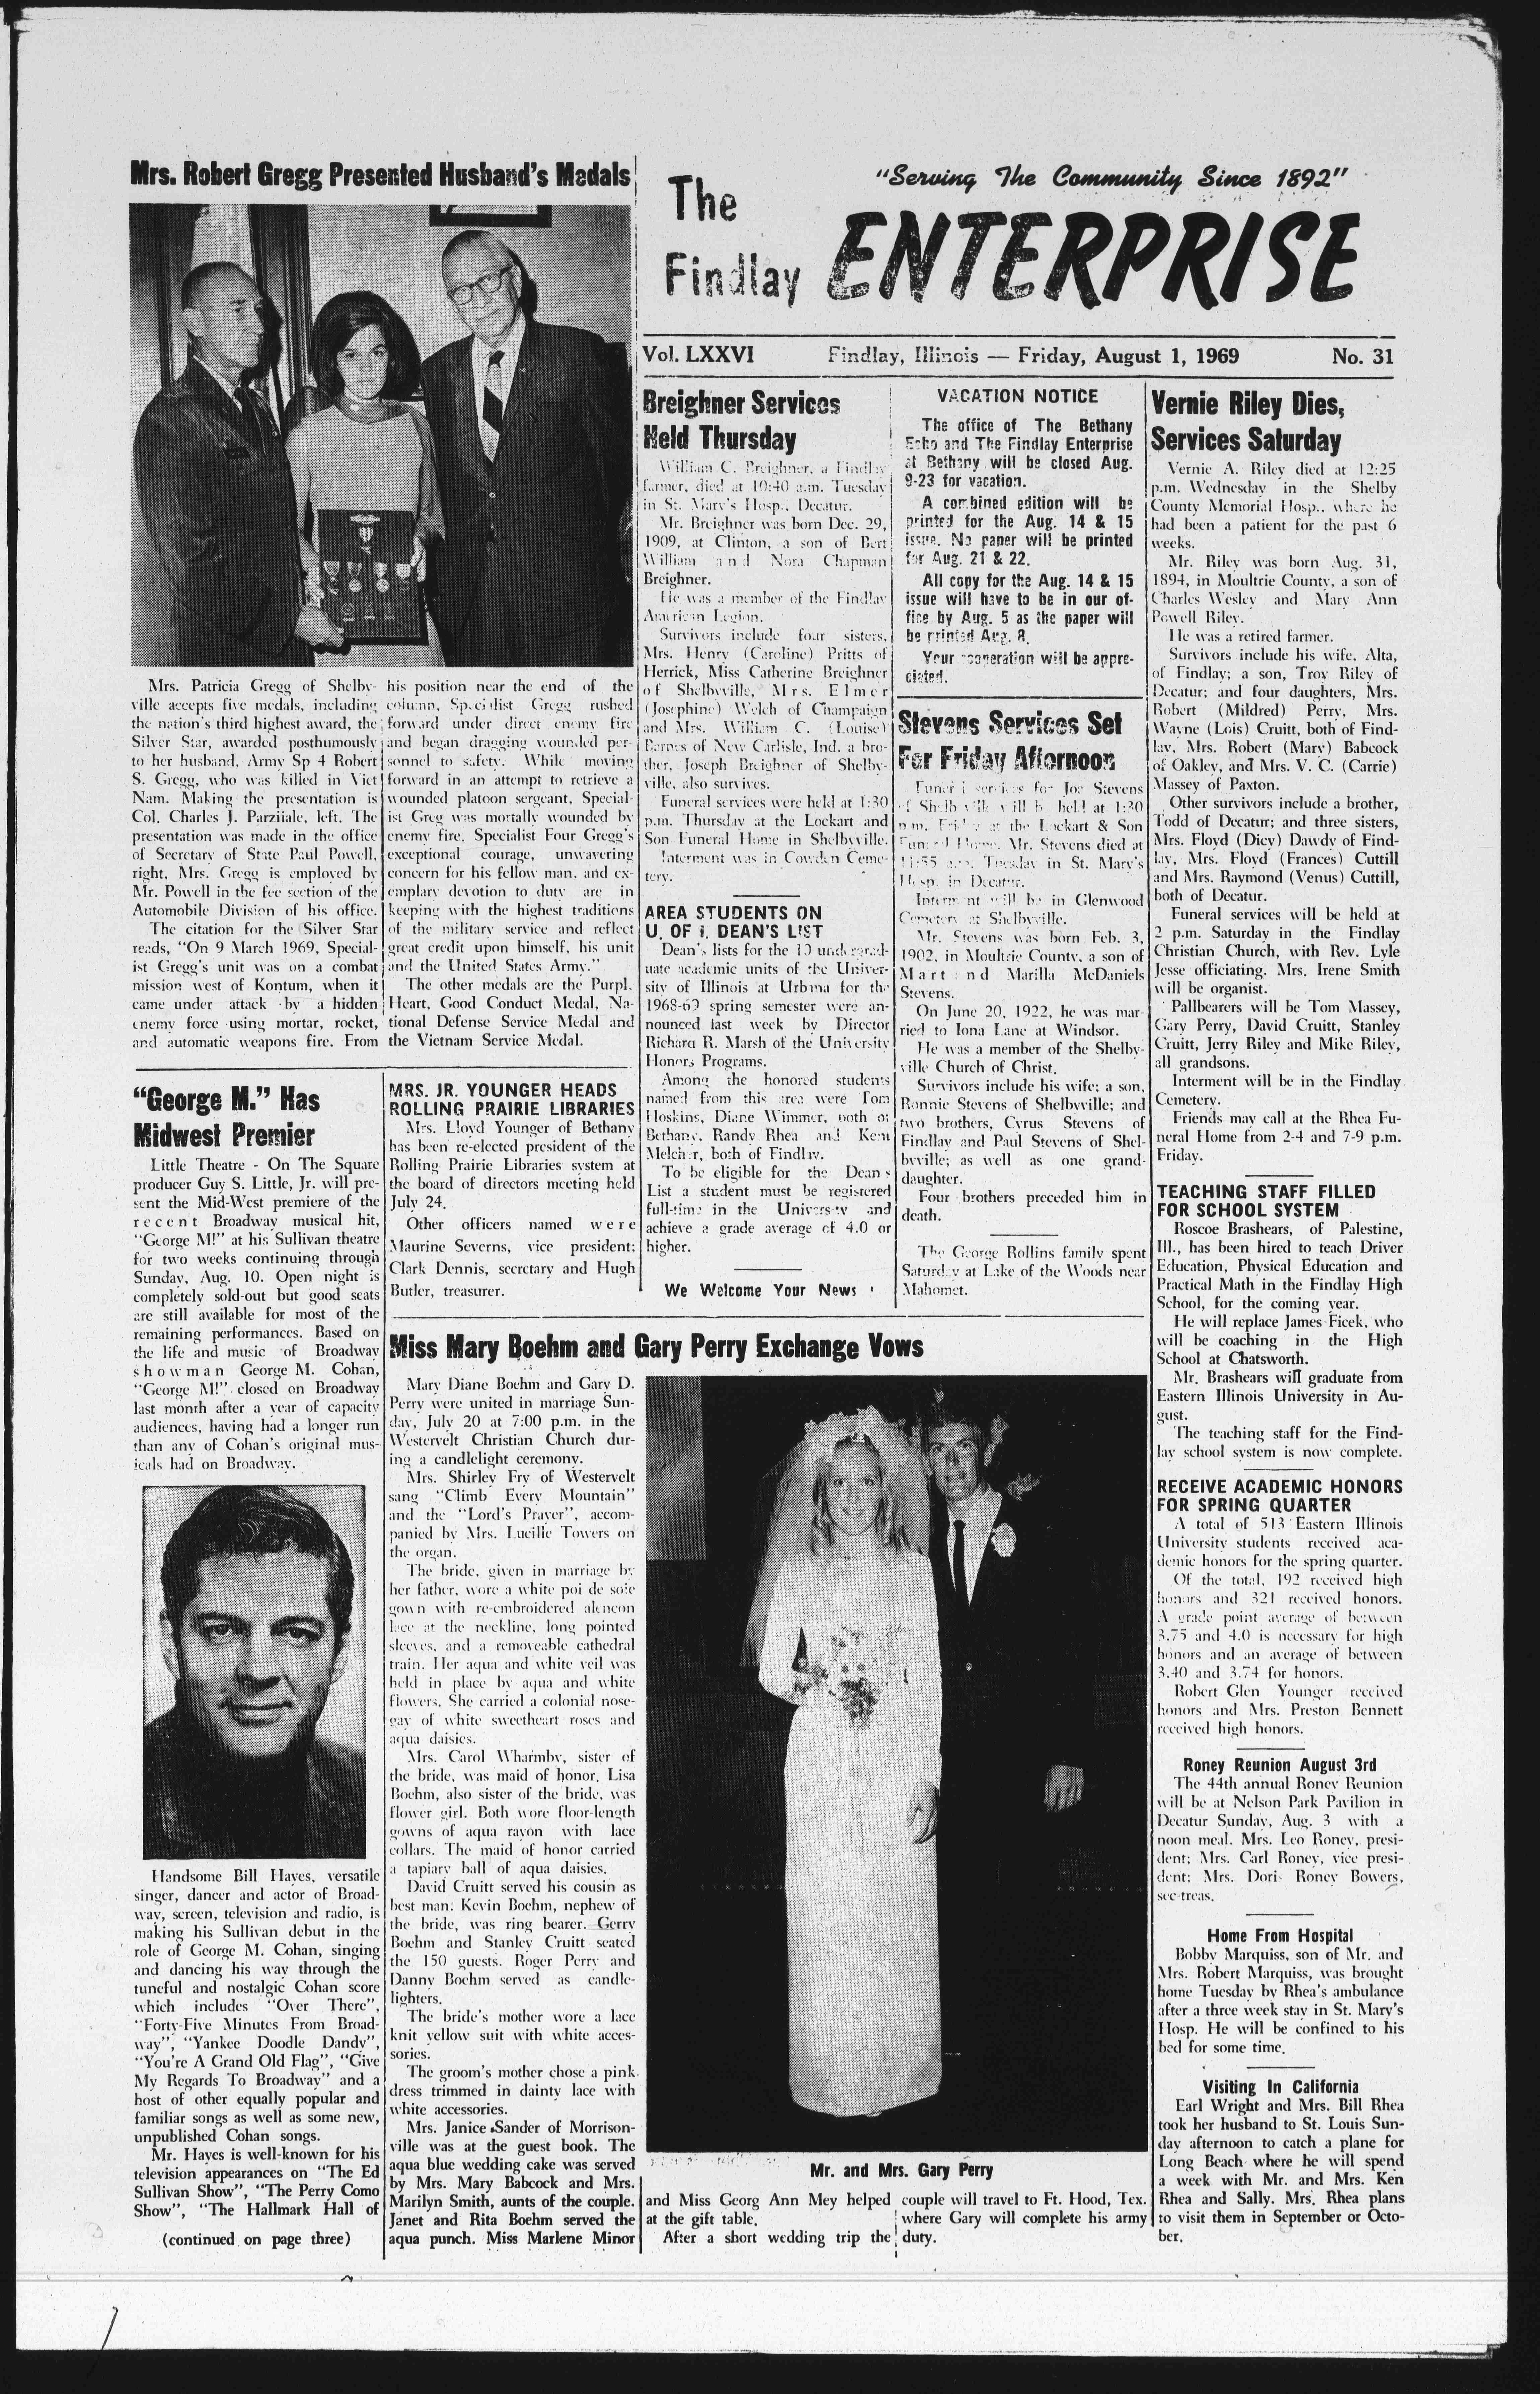 Mrs. Robert Gregg Presented Husband's Medals
"Serving The Community Since 1892"
The
Findlay
ENTERPRISE
Vol. LXXVI Findlay, Illinois — Friday, August 1, 1969 No. 31
Mrs. Patricia Gregg of Shelby-
ville accepts five medals, including
the nation's third highest award, the
Silver Star, awarded posthumously
to her husband, Army Sp 4 Robert
S. Gregg, who was killed in Viet
Nam. Making the presentation is
Col. Charles J. Parziiale, left. The
presentation was made in the office
of Secretary of State Paul Powell,
right. Mrs. Gregg is employed by
Mr. Powell in the fee section of the
Automobile Division of his office.
The citation for the Silver Star
reads, "On 9 March 1969, Special-
ist Gregg's unit was on a combat
mission west of Kontum, when it
came under attack by a hidden
enemy force using mortar, rocket,
and automatic weapons fire. From
his position near the end of the
column, Specialist Gregg rushed
forward under direct enemy fire
and began dragging wounded per-
sonnel to safety. While moving
forward in an attempt to retrieve a
wounded platoon sergeant, Special-
ist Greg was mortally wounded by
enemy fire. Specialist Four Gregg's
exceptional courage, unwavering
concern for his fellow man, and ex-
emplary devotion to duty are in
keeping with the highest traditions
of the military service and reflect
great credit upon himself, his unit
and the United States Army."
The other medals are the Purpl.
Heart, Good Conduct Medal, Na-
tional Defense Service Medal and
the Vietnam Service Medal.
"George M." Has
Midwest Premier
Little Theatre - On The Square
producer Guy S. Little, Jr. will pre-
sent the Mid-West premiere of the
recent Broadway musical hit,
"George M!" at his Sullivan theatre
for two weeks continuing through
Sunday, Aug. 10. Open night is
completely sold-out but good seats
are still available for most of the
remaining performances. Based on
the life and music of Broadway
showman George M. Cohan,
"George M!" closed on Broadway
last month after a year of capacity
audiences, having had a longer run
than any of Cohan's original mus-
icals had on Broadway.
Handsome Bill Hayes, versatile
singer, dancer and actor of Broad-
way, screen, television and radio, is
making his Sullivan debut in the
role of George M. Cohan, singing
and dancing his way through the
tuneful and nostalgic Cohan score
which includes "Over There",
"Forty-Five Minutes From Broad-
way", "Yankee Doodle Dandy",
"You're A Grand Old Flag", "Give
My Regards To Broadway" and a
host of other equally popular and
familiar songs as well as some new,
unpublished Cohan songs.
Mr. Hayes is well-known for his
television appearances on "The Ed
Sullivan Show", "The Perry Como
Show", "The Hallmark Hall of
(continued on page three)
MRS. JR. YOUNGER HEADS
ROLLING PRAIRIE LIBRARIES
Mrs. Lloyd Younger of Bethany
has been re-elected president of the
Rolling Prairie Libraries system at
the board of directors meeting held
July 24.
Other officers named were
Maurine Severns, vice president;
Clark Dennis, secretary and Hugh
Butler, treasurer.
Breighner Services
Held Thursday
William C. Breighner, a Findlay
farmer, died at 10:40 a.m. Tuesday
in St. Mary's Hosp., Decatur.
Mr. Breighner was born Dec. 29,
1909, at Clinton, a son of Bert
William and Nora Chapman
Breighner.
He was a member of the Findlay
American Legion.
Survivors include four sisters,
Mrs. Henry (Caroline) Pritts of
Herrick, Miss Catherine Breighner
of Shelbyville, Mrs. Elmer
(Josephine) Welch of Champaign
and Mrs. William C. (Louise)
Barnes of New Carlisle, Ind. a bro-
ther, Joseph Breighner of Shelby-
ville, also survives.
Funeral services were held at 1:30
p.m. Thursday at the Lockart and
Son Funeral Home in Shelbyville.
Interment was in Cowden Ceme-
tery.
AREA STUDENTS ON
U. OF I. DEAN'S LIST
Dean's lists for the 10 undergrad-
uate academic units of the Univer-
sity of Illinois at Urbana for the
1968-69 spring semester were an-
nounced last week by Director
Richard R. Marsh of the University
Honors Programs.
Among the honored students
named from this area were Tom
Hoskins, Diane Wimmer, both of
Bethany, Randy Rhea and Kent
Melcher, both of Findlay.
To be eligible for the Dean's
List a student must be registered
full-time in the University and
achieve a grade average of 4.0 or
higher.
We Welcome Your News
VACATION NOTICE
The office of The Bethany
Echo and The Findlay Enterprise
at Bethany will be closed Aug.
9-23 for vacation.
A combined edition will be
printed for the Aug. 14 & 15
issue. No paper will be printed
for Aug. 21 & 22.
All copy for the Aug. 14 & 15
issue will have to be in our of-
fice by Aug. 5 as the paper will
be printed Aug. 8.
Your cooperation will be appre-
ciated.
Stevens Services Set
For Friday Afternoon
Funeral services for Joe Stevens
of Shelbyville will be held at 1:30
p.m. Friday at the Lockart & Son
Funeral Home. Mr. Stevens died at
11:55 a.m. Tuesday in St. Mary's
Hosp. in Decatur.
Interment will be in Glenwood
Cemetery at Shelbyville.
Mr. Stevens was born Feb. 3,
1902, in Moultrie County, a son of
Mart and Marilla McDaniels
Stevens.
On June 20, 1922, he was mar-
ried to Iona Lane at Windsor.
He was a member of the Shelby-
ville Church of Christ.
Survivors include his wife; a son,
Ronnie Stevens of Shelbyville; and
two brothers, Cyrus Stevens of
Findlay and Paul Stevens of Shel-
byville; as well as one grand-
daughter.
Four brothers preceded him in
death.
The George Rollins family spent
Saturday at Lake of the Woods near
Mahomet.
Vernie Riley Dies,
Services Saturday
Vernie A. Riley died at 12:25
p.m. Wednesday in the Shelby
County Memorial Hosp., where he
had been a patient for the past 6
weeks.
Mr. Riley was born Aug. 31,
1894, in Moultrie County, a son of
Charles Wesley and Mary Ann
Powell Riley.
He was a retired farmer.
Survivors include his wife, Alta,
of Findlay; a son, Troy Riley of
Decatur; and four daughters, Mrs.
Robert (Mildred) Perry, Mrs.
Wayne (Lois) Cruitt, both of Find-
lay, Mrs. Robert (Mary) Babcock
of Oakley, and Mrs. V. C. (Carrie)
Massey of Paxton.
Other survivors include a brother,
Todd of Decatur; and three sisters,
Mrs. Floyd (Dicy) Dawdy of Find-
lay, Mrs. Floyd (Frances) Cuttill
and Mrs. Raymond (Venus) Cuttill,
both of Decatur.
Funeral services will be held at
2 p.m. Saturday in the Findlay
Christian Church, with Rev. Lyle
Jesse officiating. Mrs. Irene Smith
will be organist.
Pallbearers will be Tom Massey,
Gary Perry, David Cruitt, Stanley
Cruitt, Jerry Riley and Mike Riley,
all grandsons.
Interment will be in the Findlay
Cemetery.
Friends may call at the Rhea Fu-
neral Home from 2-4 and 7-9 p.m.
Friday.
TEACHING STAFF FILLED
FOR SCHOOL SYSTEM
Roscoe Brashears, of Palestine,
Ill., has been hired to teach Driver
Education, Physical Education and
Practical Math in the Findlay High
School, for the coming year.
He will replace James Ficek, who
will be coaching in the High
School at Chatsworth.
Mr. Brashears will graduate from
Eastern Illinois University in Au-
gust.
The teaching staff for the Find-
lay school system is now complete.
RECEIVE ACADEMIC HONORS
FOR SPRING QUARTER
A total of 513 Eastern Illinois
University students received aca-
demic honors for the spring quarter.
Of the total, 192 received high
honors and 321 received honors.
A grade point average of between
3.75 and 4.0 is necessary for high
honors and an average of between
3.40 and 3.74 for honors.
Robert Glen Younger received
honors and Mrs. Preston Bennett
received high honors.
Roney Reunion August 3rd
The 44th annual Roney Reunion
will be at Nelson Park Pavilion in
Decatur Sunday, Aug. 3 with a
noon meal. Mrs. Leo Roney, presi-
dent; Mrs. Carl Roney, vice presi-
dent; Mrs. Doris Roney Bowers,
sec-treas.
Home From Hospital
Bobby Marquiss, son of Mr. and
Mrs. Robert Marquiss, was brought
home Tuesday by Rhea's ambulance
after a three week stay in St. Mary's
Hosp. He will be confined to his
bed for some time.
Visiting In California
Earl Wright and Mrs. Bill Rhea
took her husband to St. Louis Sun-
day afternoon to catch a plane for
Long Beach where he will spend
a week with Mr. and Mrs. Ken
Rhea and Sally. Mrs. Rhea plans
to visit them in September or Octo-
ber.
Miss Mary Boehm and Gary Perry Exchange Vows
Mary Diane Boehm and Gary D.
Perry were united in marriage Sun-
day, July 20 at 7:00 p.m. in the
Westervelt Christian Church dur-
ing a candlelight ceremony.
Mrs. Shirley Fry of Westervelt
sang "Climb Every Mountain"
and the "Lord's Prayer", accom-
panied by Mrs. Lucille Towers on
the organ.
The bride, given in marriage by
her father, wore a white poi de soie
gown with re-embroidered alencon
lace at the neckline, long pointed
sleeves, and a removeable cathedral
train. Her aqua and white veil was
held in place by aqua and white
flowers. She carried a colonial nose-
gay of white sweetheart roses and
aqua daisies.
Mrs. Carol Wharmby, sister of
the bride, was maid of honor. Lisa
Boehm, also sister of the bride, was
flower girl. Both wore floor-length
gowns of aqua rayon with lace
collars. The maid of honor carried
a tapiary ball of aqua daisies.
David Cruitt served his cousin as
best man. Kevin Boehm, nephew of
the bride, was ring bearer. Gerry
Boehm and Stanley Cruitt seated
the 150 guests. Roger Perry and
Danny Boehm served as candle-
lighters.
The bride's mother wore a lace
knit yellow suit with white acces-
sories.
The groom's mother chose a pink
dress trimmed in dainty lace with
white accessories.
Mrs. Janice Sander of Morrison-
ville was at the guest book. The
aqua blue wedding cake was served
by Mrs. Mary Babcock and Mrs.
Marilyn Smith, aunts of the couple.
Janet and Rita Boehm served the
aqua punch. Miss Marlene Minor
Mr. and Mrs. Gary Perry
and Miss Georg Ann Mey helped
at the gift table.
After a short wedding trip the
couple will travel to Ft. Hood, Tex.
where Gary will complete his army
duty.